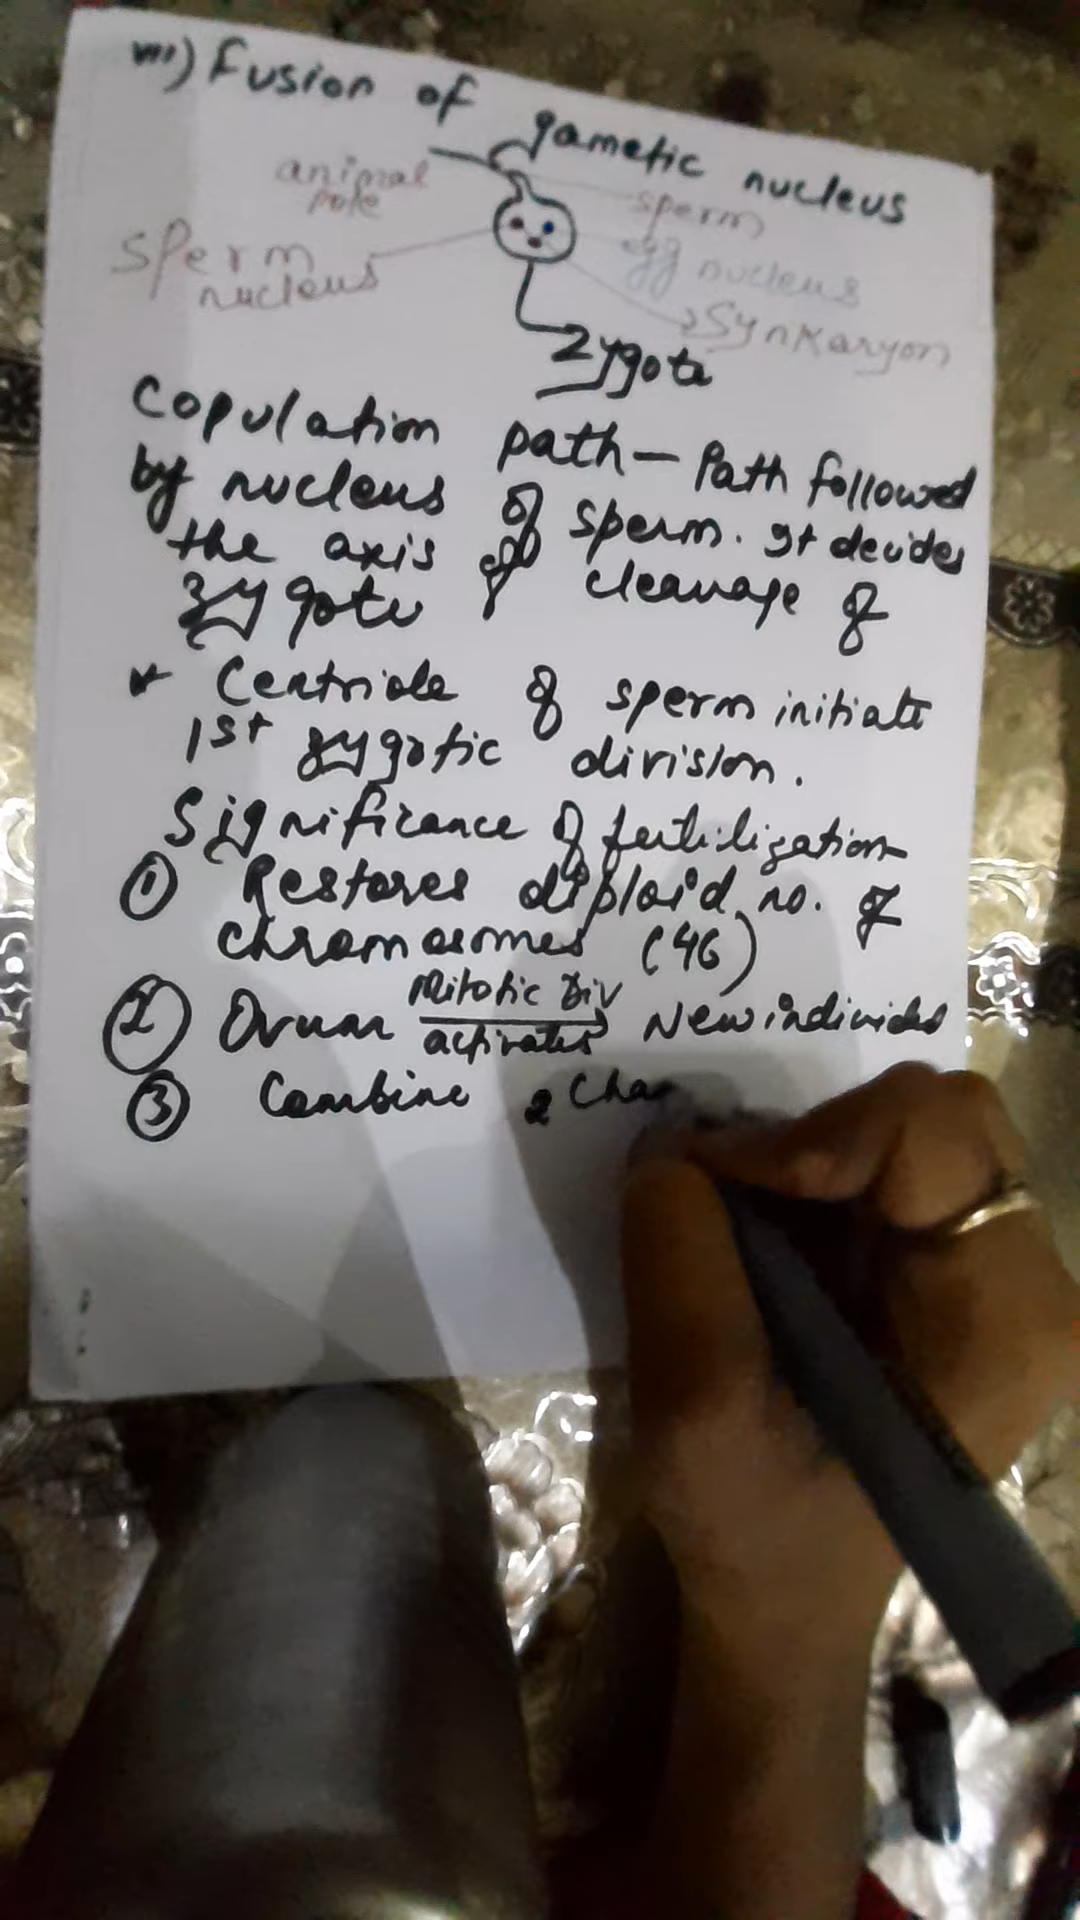 VII) Fusion of gametic nucleus
animal
pole
sperm
Sperm
nucleus
egg nucleus
Synkaryon
Zygote
Copulation path - Path followed
by nucleus of sperm. It decides
the axis of cleavage of
zygote
* Centriole of sperm initiate
1st zygotic division.
Significance of fertilization-
① Restores diploid no. of
chromosomes (46)
② Ovum Mitotic Div activates New individual
③ Combine 2 Cha